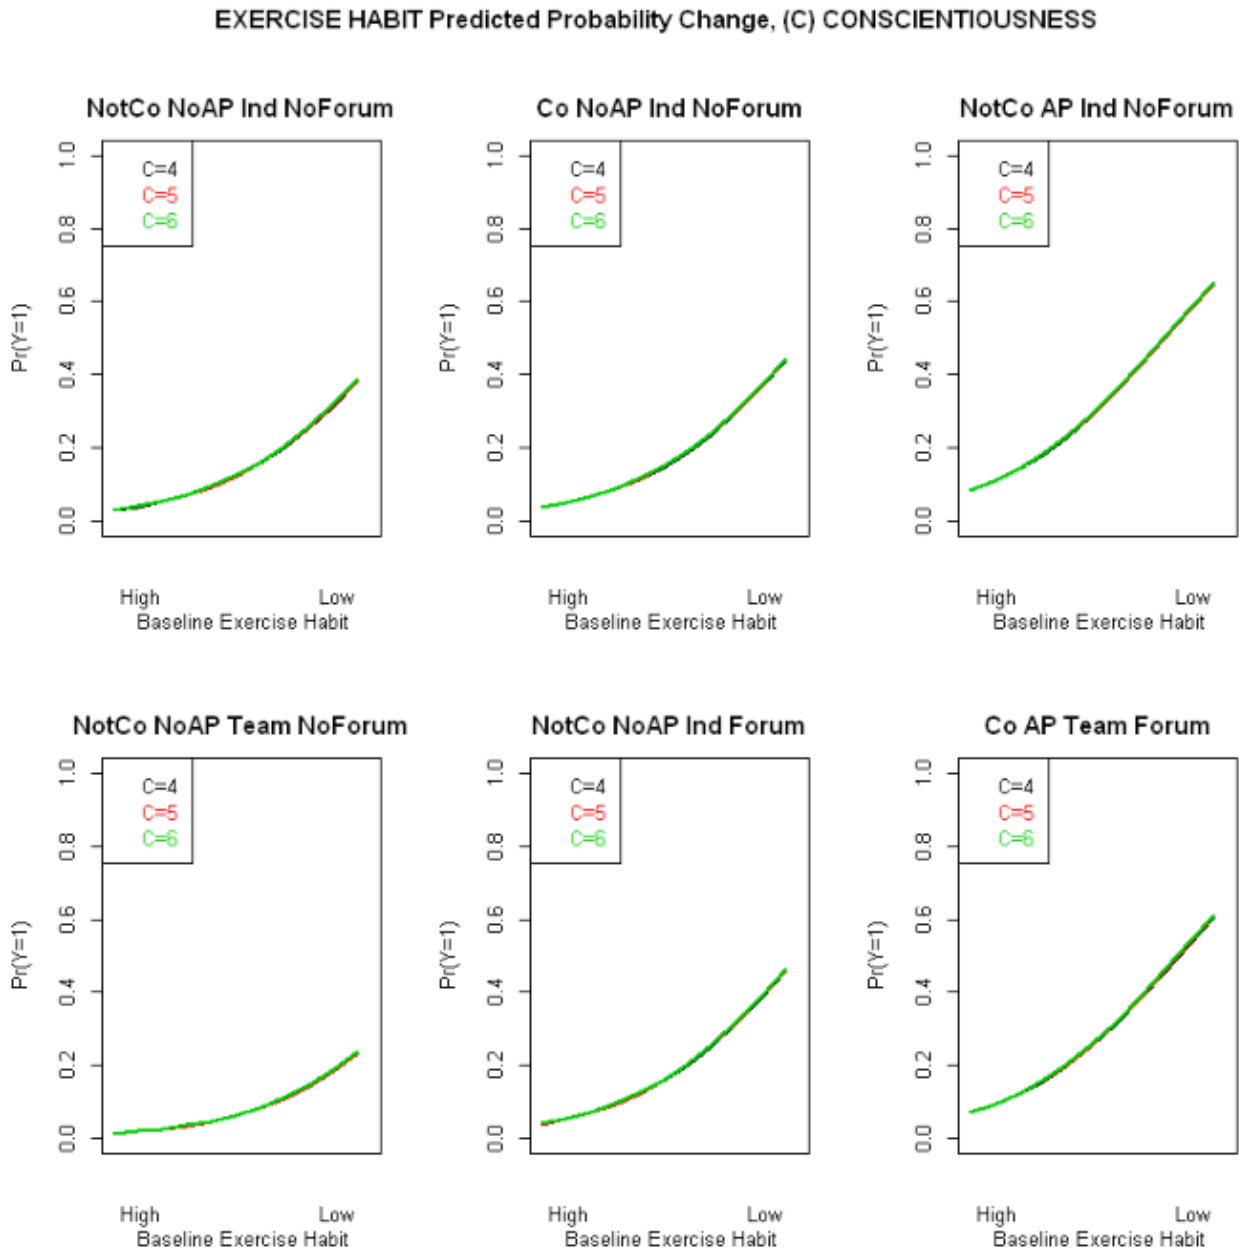 EXERCISE HABIT Predicted Probability Change, (C) CONSCIENTIOUSNESS
NotCo NoAP Ind NoForum
C=4
C=5
C=6
1.0
0.8
0.6
0.4
0.2
0.0
Pr(Y=1)
High Low
Baseline Exercise Habit
Co NoAP Ind NoForum
C=4
C=5
C=6
1.0
0.8
0.6
0.4
0.2
0.0
Pr(Y=1)
High Low
Baseline Exercise Habit
NotCo AP Ind NoForum
C=4
C=5
C=6
1.0
0.8
0.6
0.4
0.2
0.0
Pr(Y=1)
High Low
Baseline Exercise Habit
NotCo NoAP Team NoForum
C=4
C=5
C=6
1.0
0.8
0.6
0.4
0.2
0.0
Pr(Y=1)
High Low
Baseline Exercise Habit
NotCo NoAP Ind Forum
C=4
C=5
C=6
1.0
0.8
0.6
0.4
0.2
0.0
Pr(Y=1)
High Low
Baseline Exercise Habit
Co AP Team Forum
C=4
C=5
C=6
1.0
0.8
0.6
0.4
0.2
0.0
Pr(Y=1)
High Low
Baseline Exercise Habit